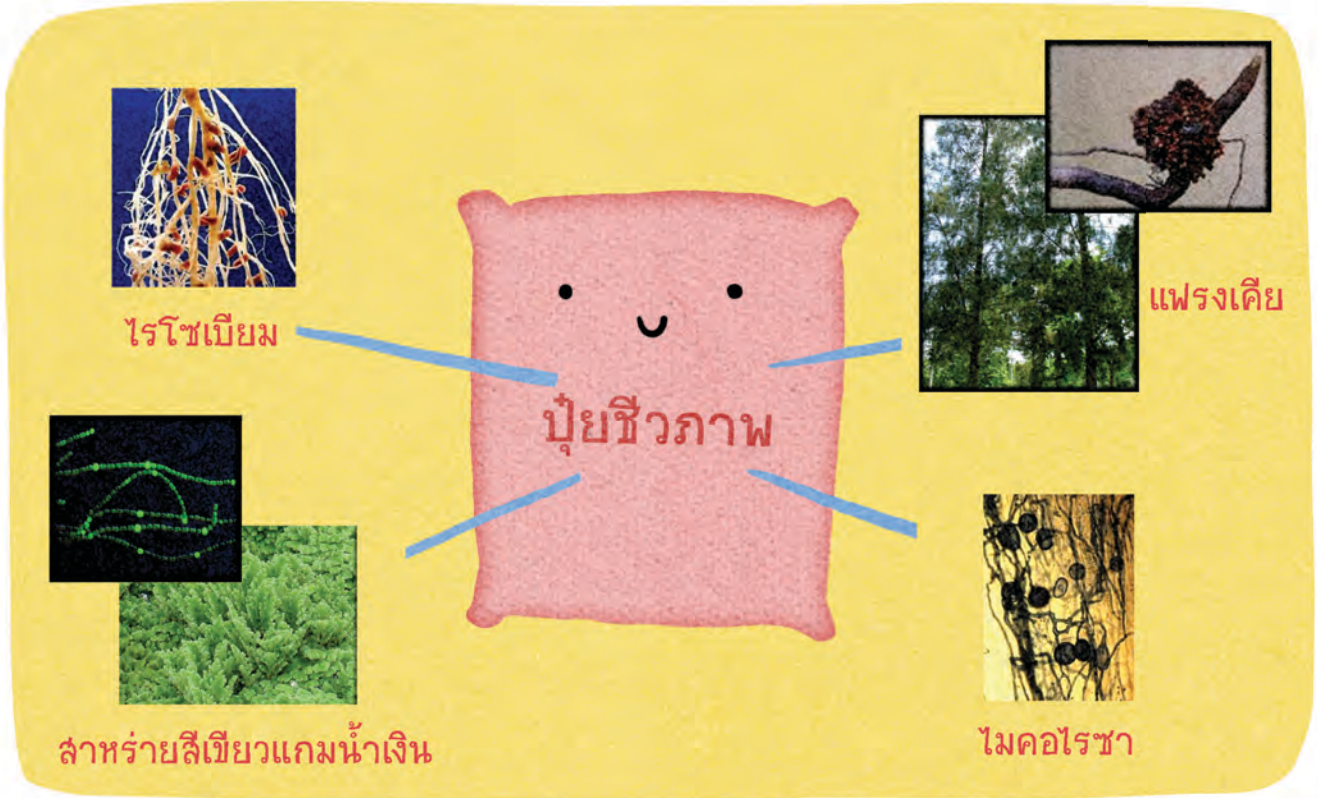 ไรโซเบียม
แฟรงเคีย
ปุ๋ยชีวภาพ
สาหร่ายสีเขียวแกมน้ำเงิน
ไมคอไรซา